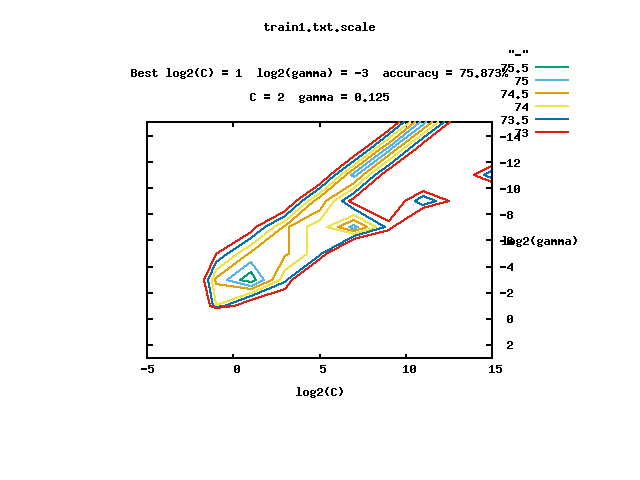 train1.txt.scale
"-"
Best log2(C) = 1 log2(gamma) = -3 accuracy = 75.873%
75.5
75
C = 2 gamma = 0.125
74.5
74
73.5
73
-14
-12
-10
-8
-6
log2(gamma)
-4
-2
0
2
-5 0 5 10 15
log2(C)